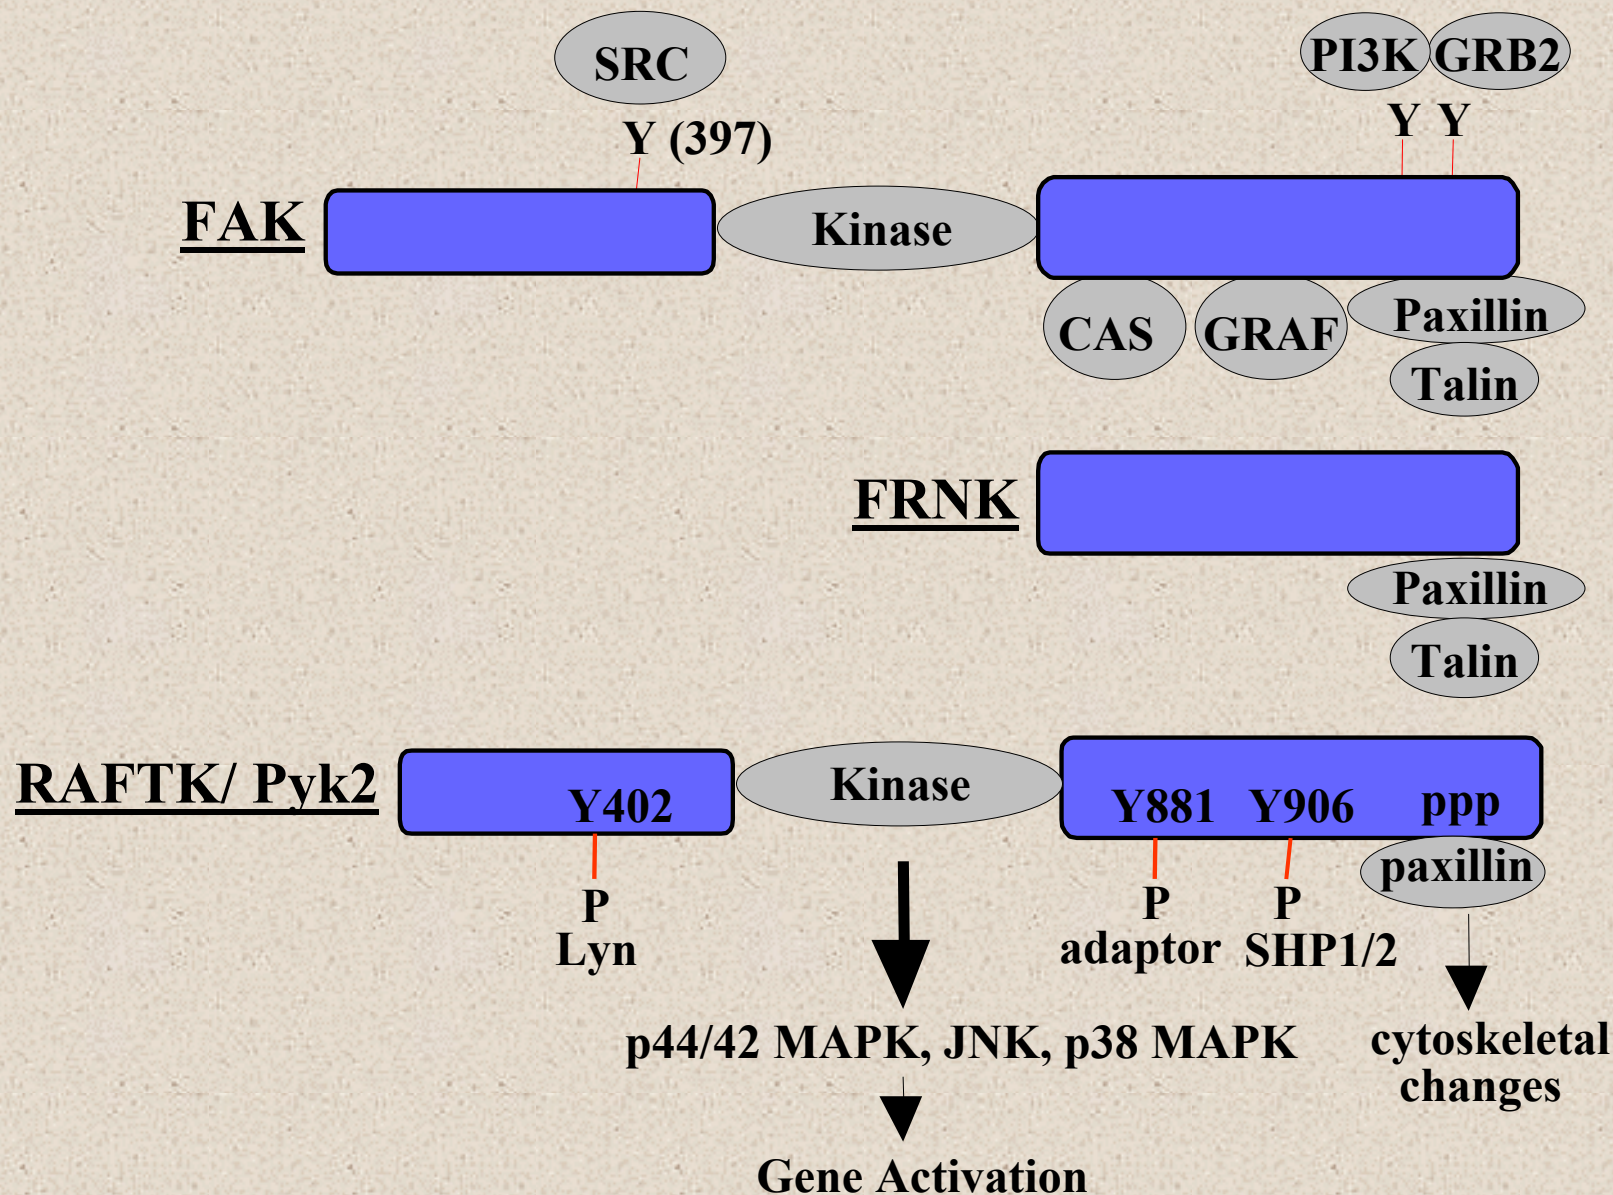 SRC
PI3K GRB2
Y (397)
Y Y
FAK
Kinase
CAS GRAF Paxillin
Talin
FRNK
Paxillin
Talin
RAFTK/ Pyk2
Y402
Kinase
Y881 Y906 ppp
paxillin
P
Lyn
P
adaptor
P
SHP1/2
p44/42 MAPK, JNK, p38 MAPK
cytoskeletal
changes
Gene Activation